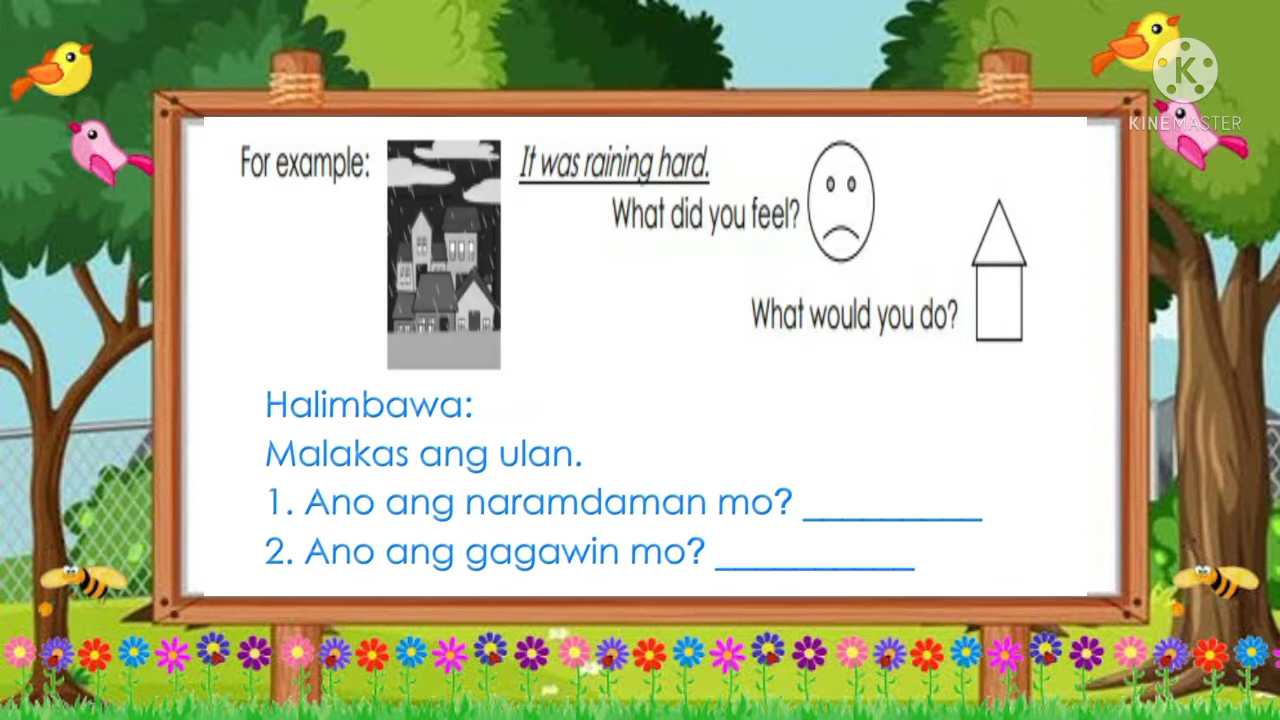 For example:
It was raining hard.
What did you feel?
What would you do?
Halimbawa:
Malakas ang ulan.
1. Ano ang naramdaman mo? _________
2. Ano ang gagawin mo? __________
K
KINEMASTER